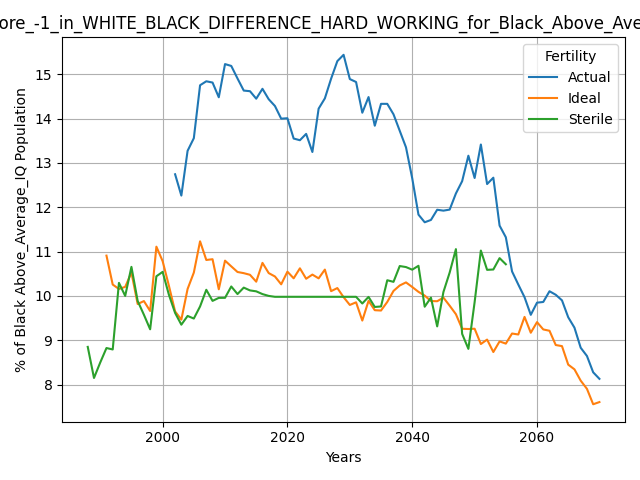 ore_-1_in_WHITE_BLACK_DIFFERENCE_HARD_WORKING_for_Black_Above_Ave
% of Black Above_Average_IQ Population
15
14
13
12
11
10
9
8
Fertility
Actual
Ideal
Sterile
2000
2020
2040
2060
Years